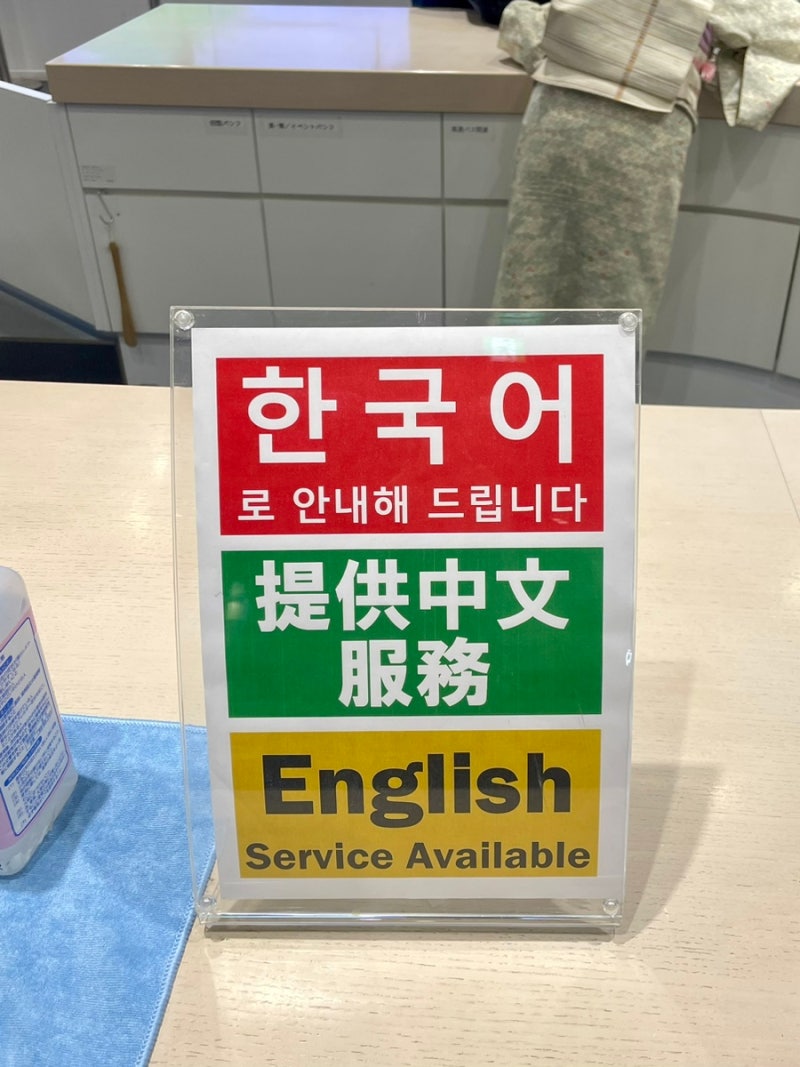 한국어
로 안내해 드립니다
提供中文
服務
English
Service Available